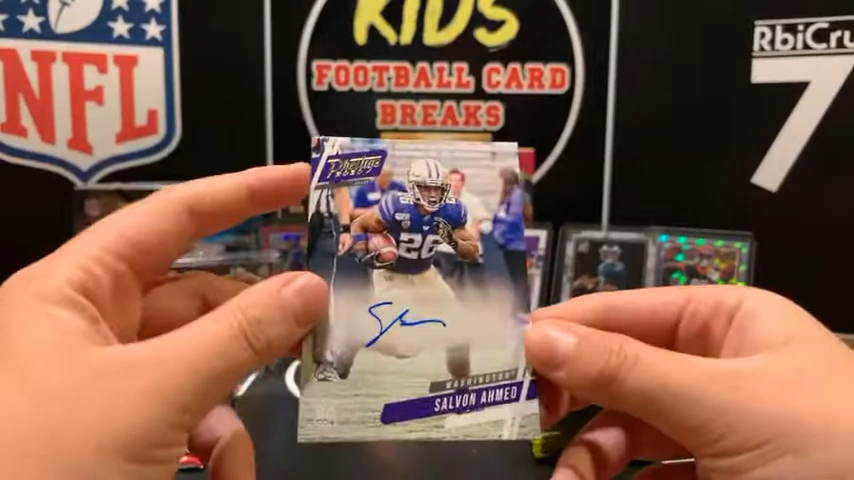 NFL
KIDS
FOOTBALL CARD
BREAKS
RbiCru
7
Prestige
26
WASHINGTON
SALVON AHMED